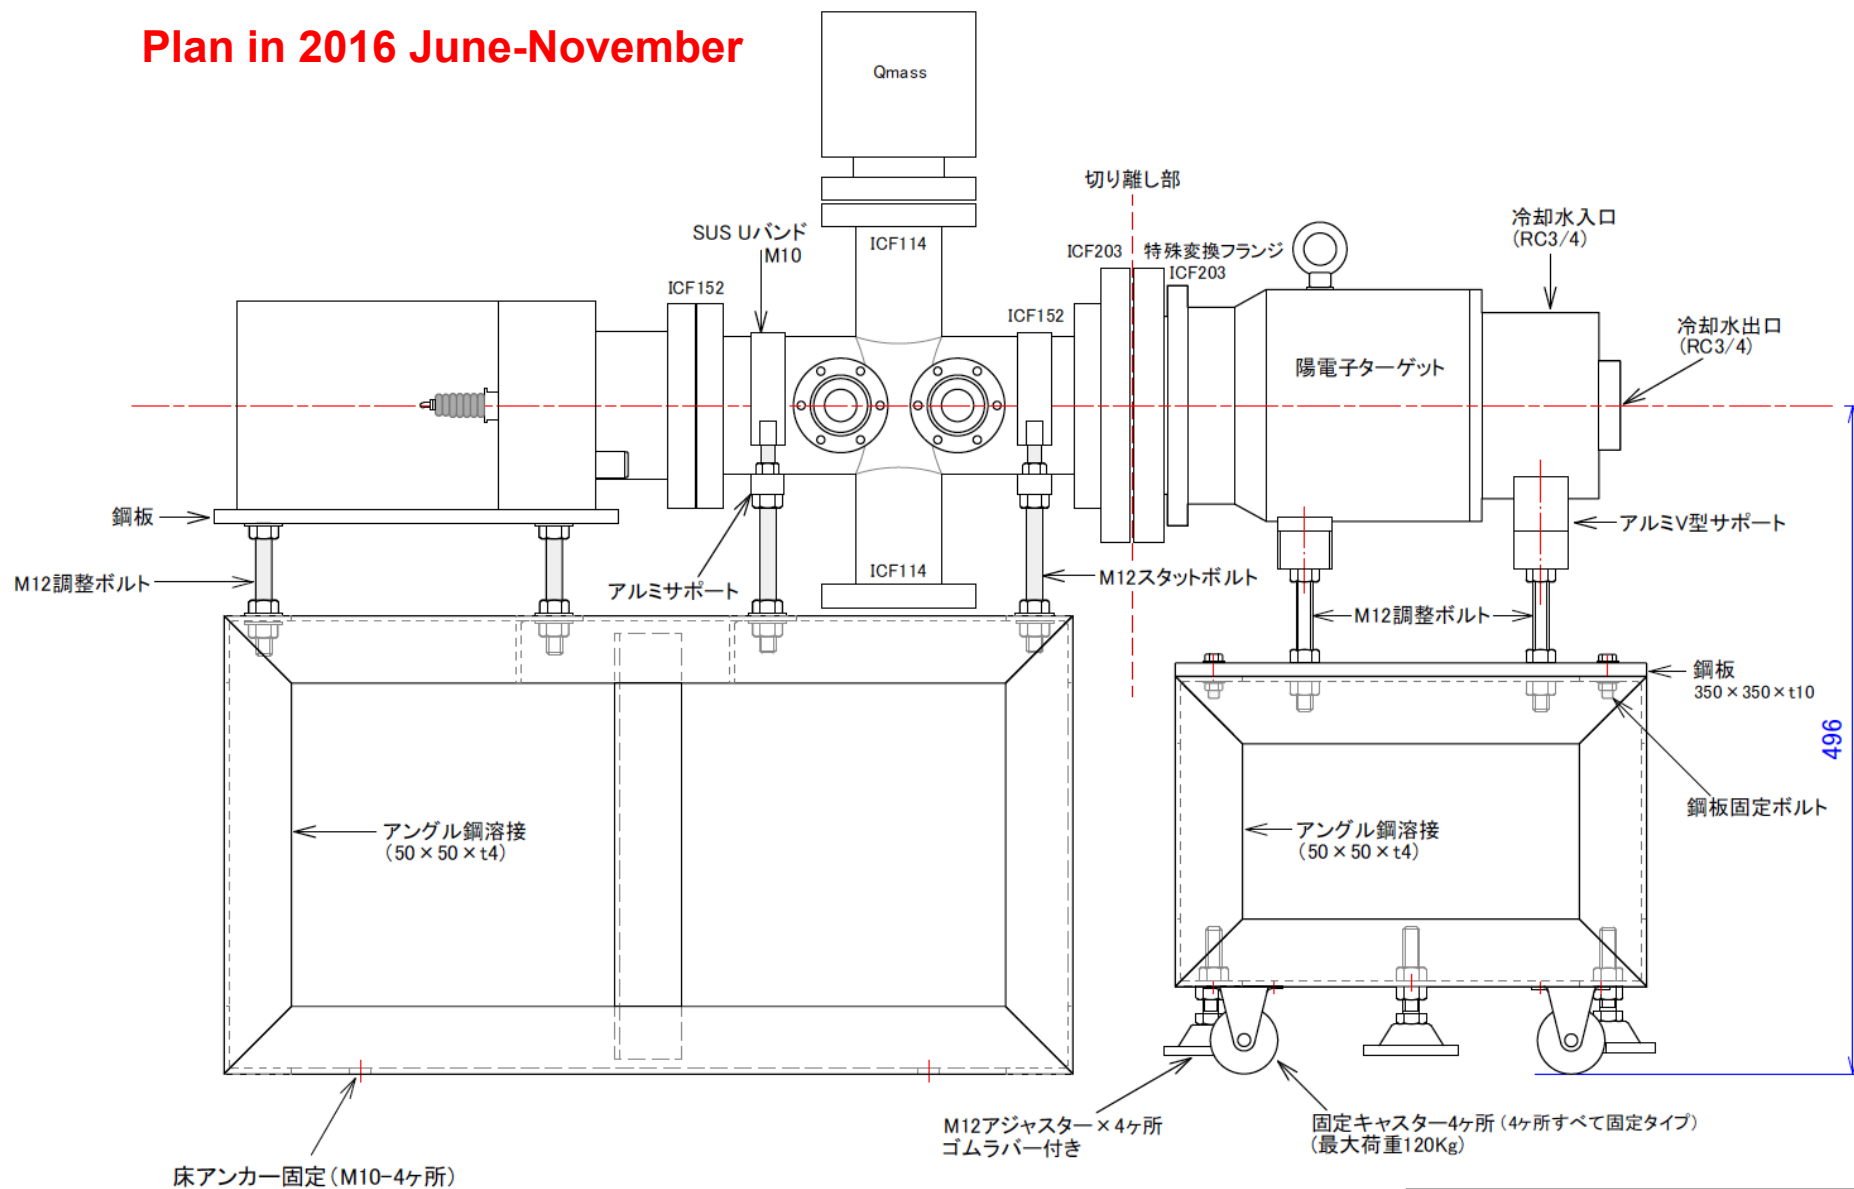 Plan in 2016 June-November
Qmass
切り離し部
SUS Uバンド
M10
ICF114
ICF203
特殊変換フランジ
ICF203
冷却水入口
(RC3/4)
ICF152
ICF152
冷却水出口
(RC3/4)
陽電子ターゲット
鋼板
アルミV型サポート
M12調整ボルト
アルミサポート
ICF114
M12スタットボルト
M12調整ボルト
鋼板
350×350×t10
496
鋼板固定ボルト
アングル鋼溶接
(50×50×t4)
アングル鋼溶接
(50×50×t4)
M12アジャスター×4ヶ所
ゴムラバー付き
固定キャスター4ヶ所(4ヶ所すべて固定タイプ)
(最大荷重120Kg)
床アンカー固定(M10-4ヶ所)